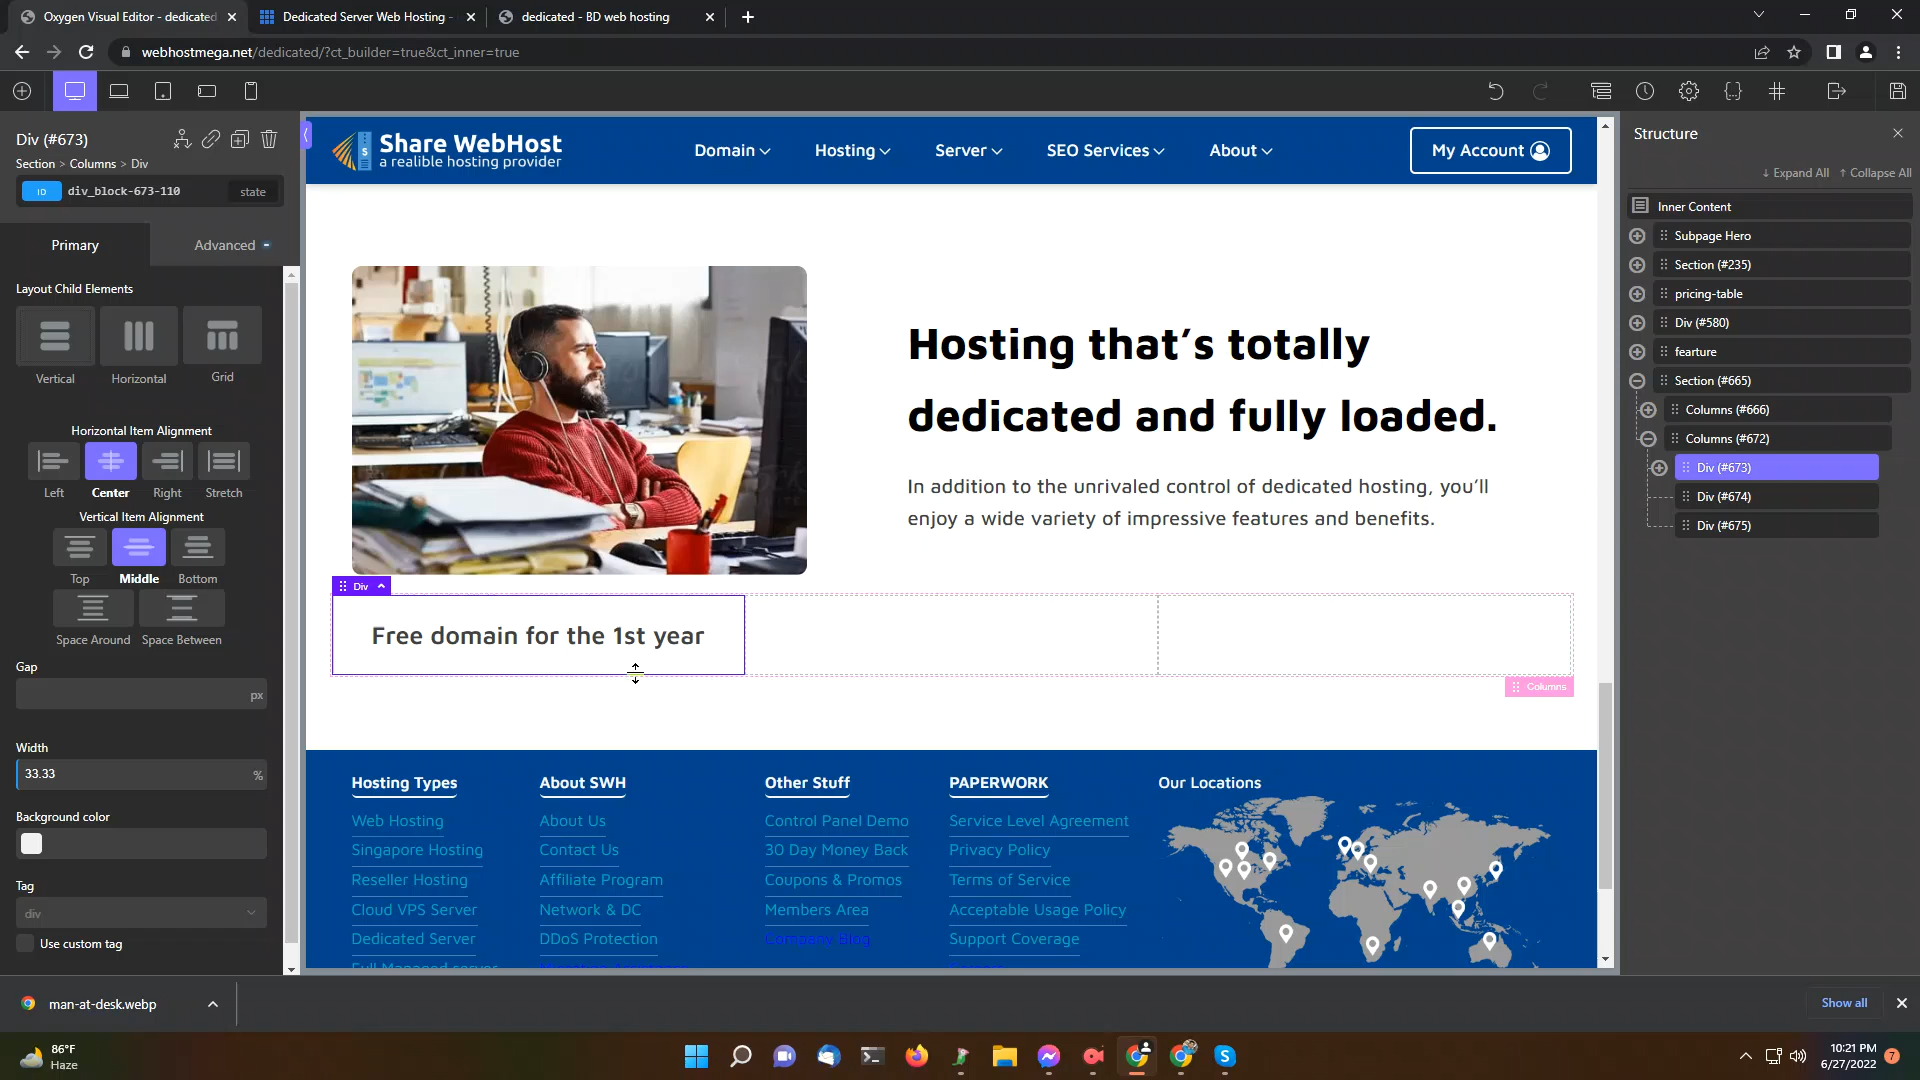 Oxygen Visual Editor - dedicated
Dedicated Server Web Hosting -
dedicated - BD web hosting
webhostmega.net/dedicated/?ct_builder=true&ct_inner=true
Div (#673)
Section > Columns > Div
ID
div_block-673-110
state
Primary
Advanced
Layout Child Elements
Vertical
Horizontal
Grid
Horizontal Item Alignment
Left
Center
Right
Stretch
Vertical Item Alignment
Top
Middle
Bottom
Space Around
Space Between
Gap
px
Width
33.33
%
Background color
Tag
div
Use custom tag
S
Share WebHost
a realible hosting provider
Domain
Hosting
Server
SEO Services
About
My Account
Hosting that's totally
dedicated and fully loaded.
In addition to the unrivaled control of dedicated hosting, you'll
enjoy a wide variety of impressive features and benefits.
Div
Free domain for the 1st year
Columns
Hosting Types
Web Hosting
Singapore Hosting
Reseller Hosting
Cloud VPS Server
Dedicated Server
About SWH
About Us
Contact Us
Affiliate Program
Network & DC
DDoS Protection
Other Stuff
Control Panel Demo
30 Day Money Back
Coupons & Promos
Members Area
Company Blog
PAPERWORK
Service Level Agreement
Privacy Policy
Terms of Service
Acceptable Usage Policy
Support Coverage
Our Locations
Structure
Expand All
Collapse All
Inner Content
Subpage Hero
Section (#235)
pricing-table
Div (#580)
fearture
Section (#665)
Columns (#666)
Columns (#672)
Div (#673)
Div (#674)
Div (#675)
man-at-desk.webp
Show all
86°F
Haze
10:21 PM
6/27/2022
7